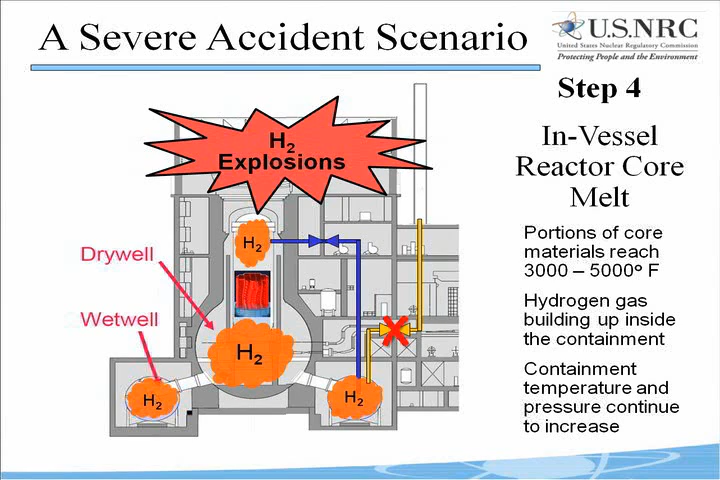 A Severe Accident Scenario
U.S.NRC
United States Nuclear Regulatory Commission
Protecting People and the Environment
Step 4
In-Vessel
Reactor Core
Melt
Portions of core
materials reach
3000 – 5000º F
Hydrogen gas
building up inside
the containment
Containment
temperature and
pressure continue
to increase
H₂
Explosions
H₂
Drywell
Wetwell
H₂
H₂
H₂